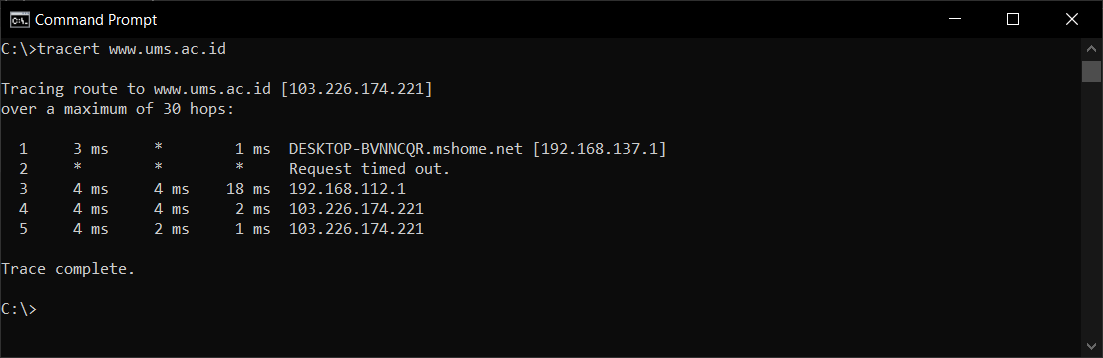 Command Prompt
C:\>tracert www.ums.ac.id
Tracing route to www.ums.ac.id [103.226.174.221]
over a maximum of 30 hops:
  1     3 ms     *        1 ms  DESKTOP-BVNNCQR.mshome.net [192.168.137.1]
  2     *        *        *     Request timed out.
  3     4 ms     4 ms    18 ms  192.168.112.1
  4     4 ms     4 ms     2 ms  103.226.174.221
  5     4 ms     2 ms     1 ms  103.226.174.221
Trace complete.
C:\>